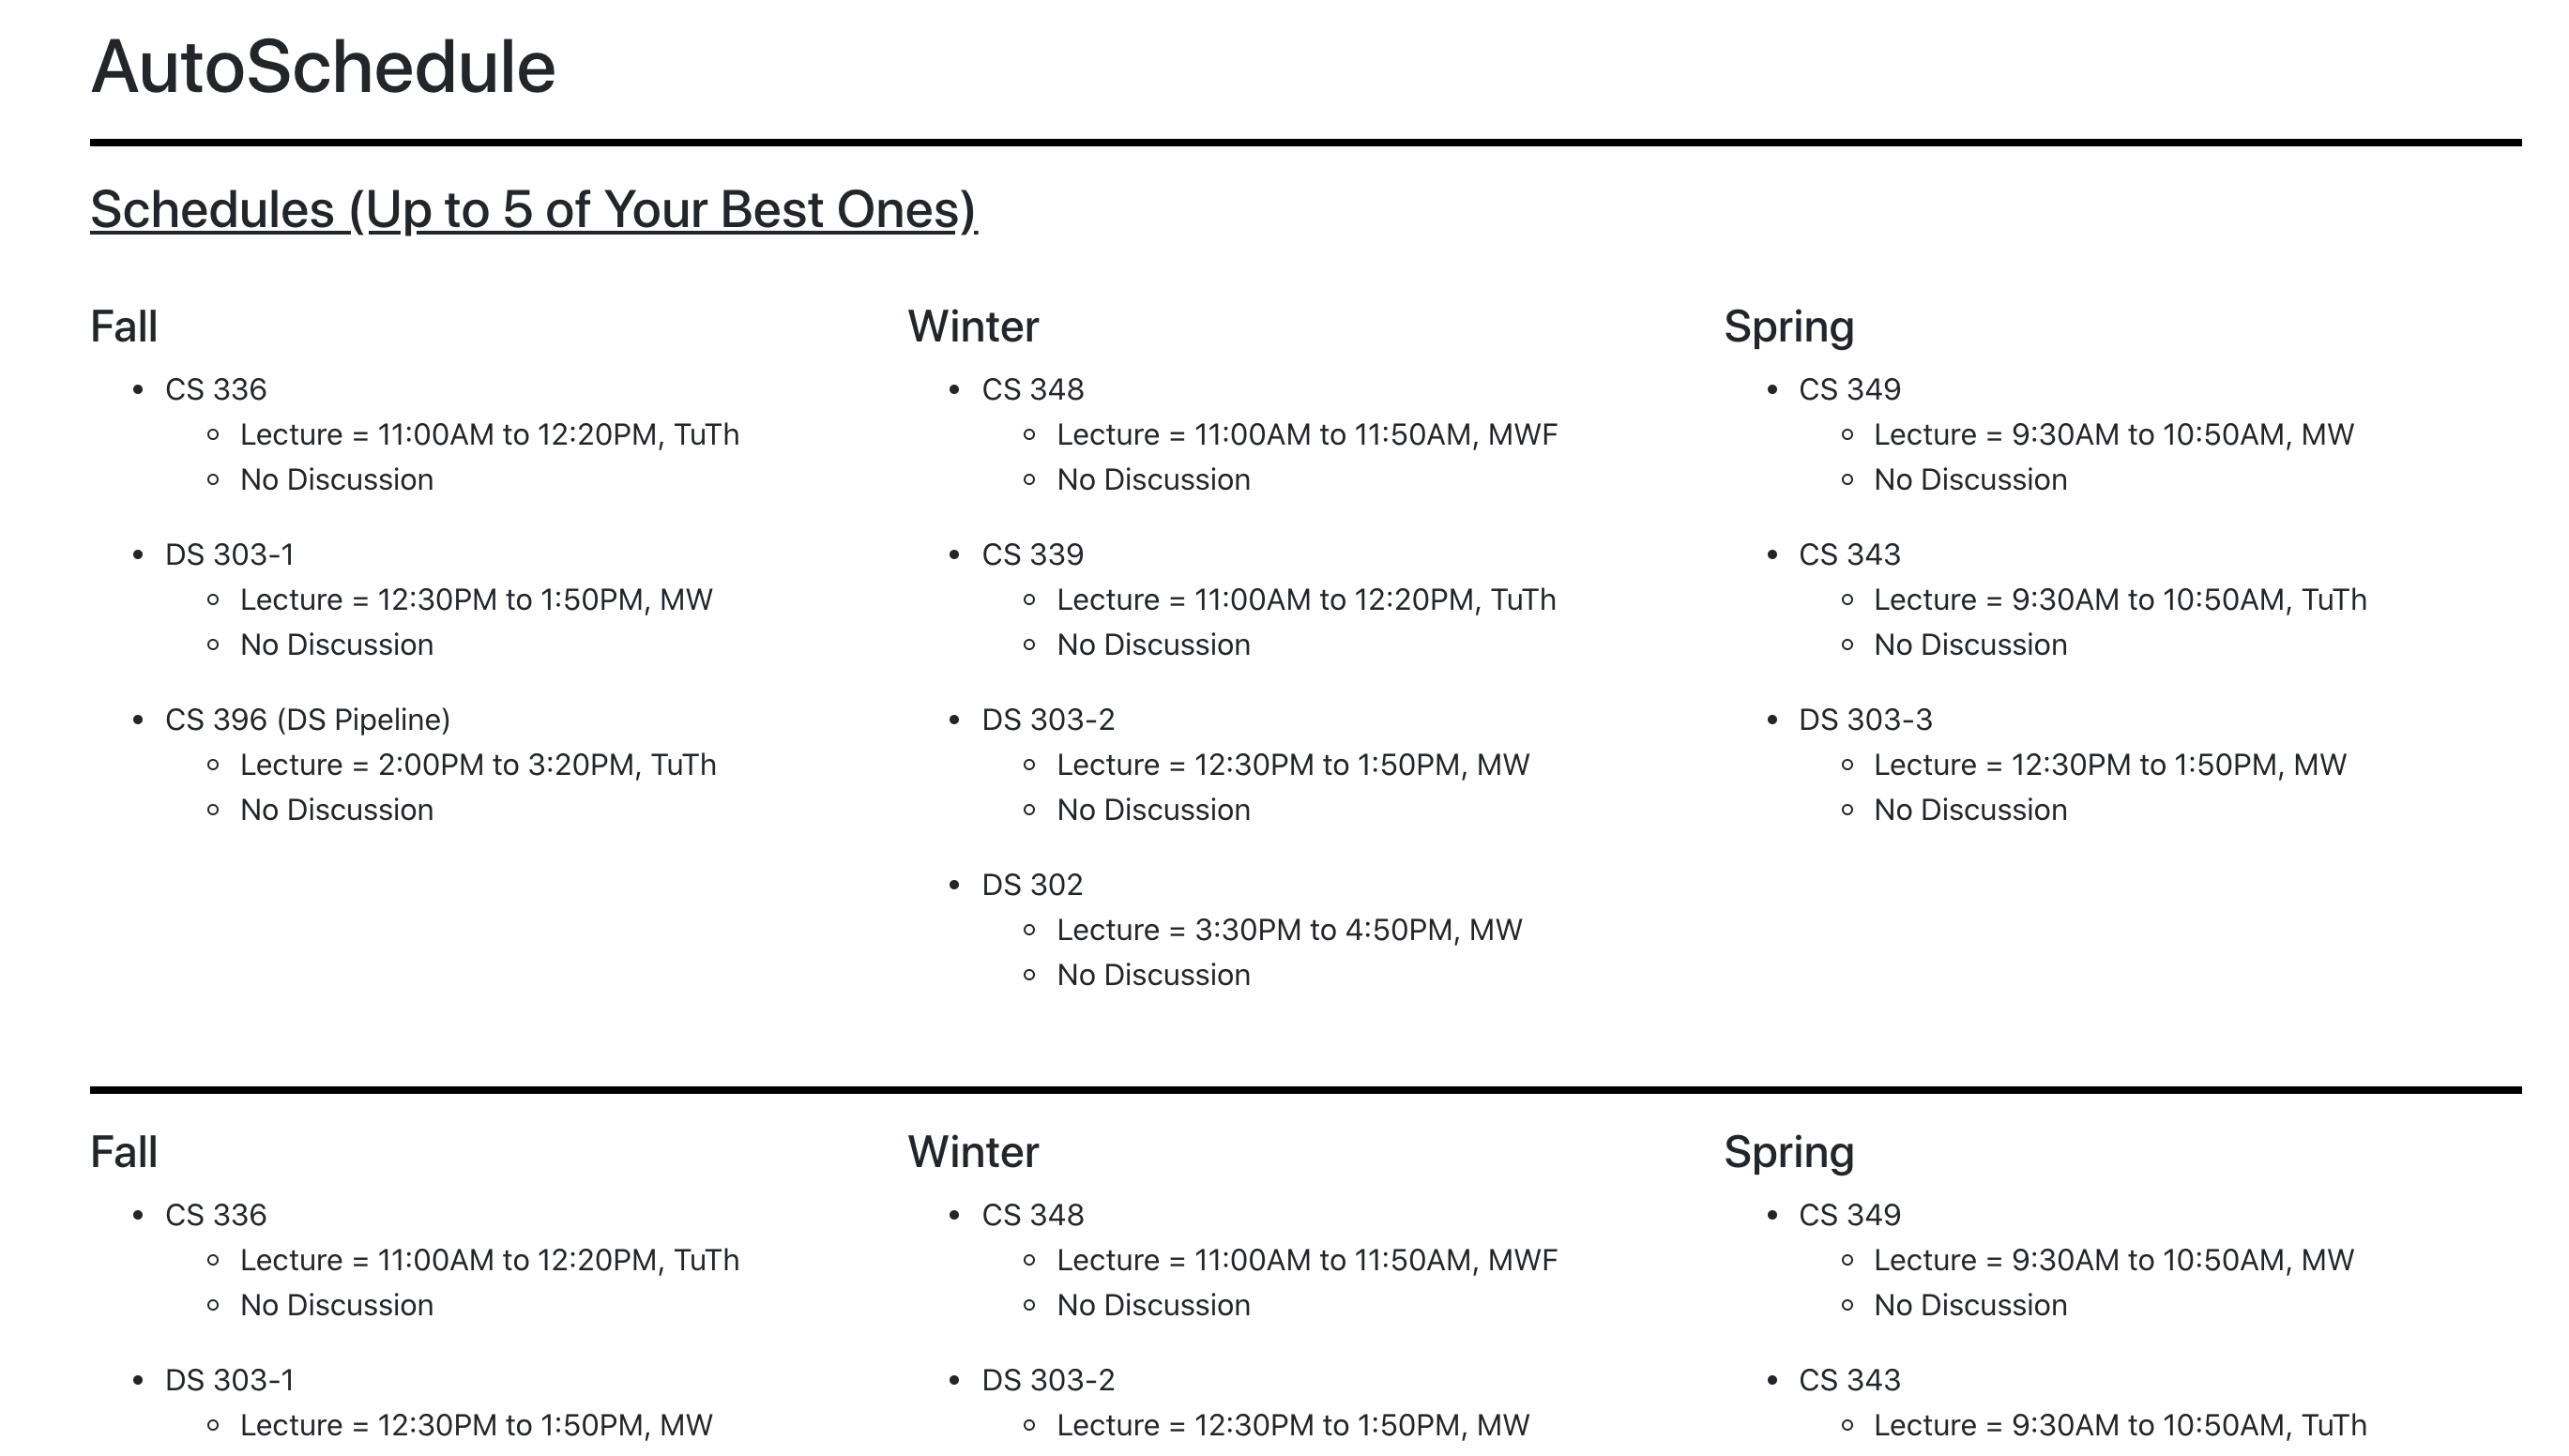 AutoSchedule
Schedules (Up to 5 of Your Best Ones)
Fall
CS 336
Lecture = 11:00AM to 12:20PM, TuTh
No Discussion
DS 303-1
Lecture = 12:30PM to 1:50PM, MW
No Discussion
CS 396 (DS Pipeline)
Lecture = 2:00PM to 3:20PM, TuTh
No Discussion
Winter
CS 348
Lecture = 11:00AM to 11:50AM, MWF
No Discussion
CS 339
Lecture = 11:00AM to 12:20PM, TuTh
No Discussion
DS 303-2
Lecture = 12:30PM to 1:50PM, MW
No Discussion
DS 302
Lecture = 3:30PM to 4:50PM, MW
No Discussion
Spring
CS 349
Lecture = 9:30AM to 10:50AM, MW
No Discussion
CS 343
Lecture = 9:30AM to 10:50AM, TuTh
No Discussion
DS 303-3
Lecture = 12:30PM to 1:50PM, MW
No Discussion
Fall
CS 336
Lecture = 11:00AM to 12:20PM, TuTh
No Discussion
DS 303-1
Lecture = 12:30PM to 1:50PM, MW
Winter
CS 348
Lecture = 11:00AM to 11:50AM, MWF
No Discussion
DS 303-2
Lecture = 12:30PM to 1:50PM, MW
Spring
CS 349
Lecture = 9:30AM to 10:50AM, MW
No Discussion
CS 343
Lecture = 9:30AM to 10:50AM, TuTh